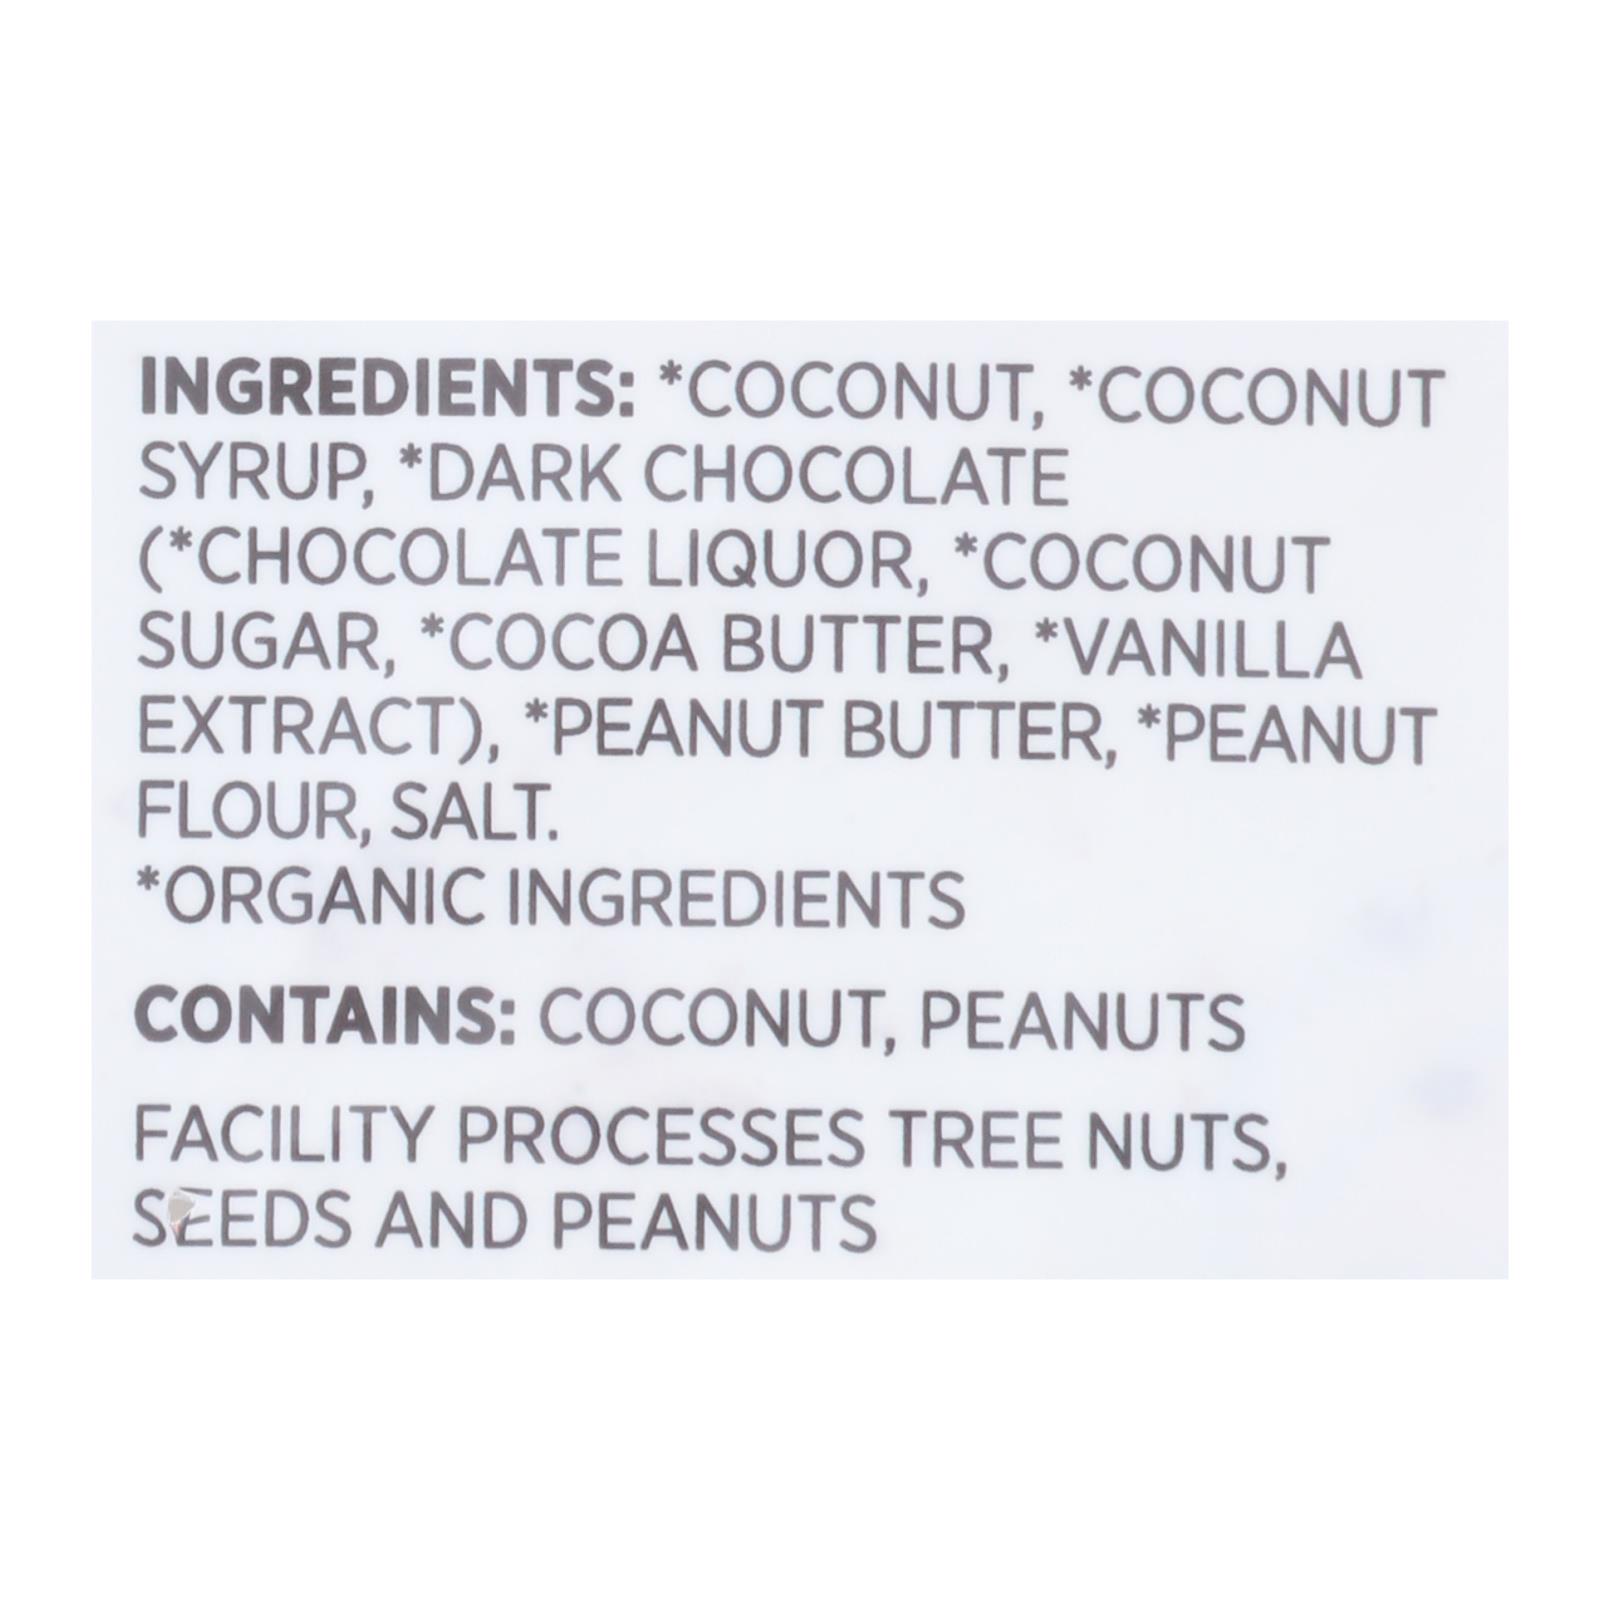 INGREDIENTS: *COCONUT, *COCONUT
SYRUP, *DARK CHOCOLATE
(*CHOCOLATE LIQUOR, *COCONUT
SUGAR, *COCOA BUTTER, *VANILLA
EXTRACT), *PEANUT BUTTER, *PEANUT
FLOUR, SALT.
*ORGANIC INGREDIENTS
CONTAINS: COCONUT, PEANUTS
FACILITY PROCESSES TREE NUTS,
SEEDS AND PEANUTS